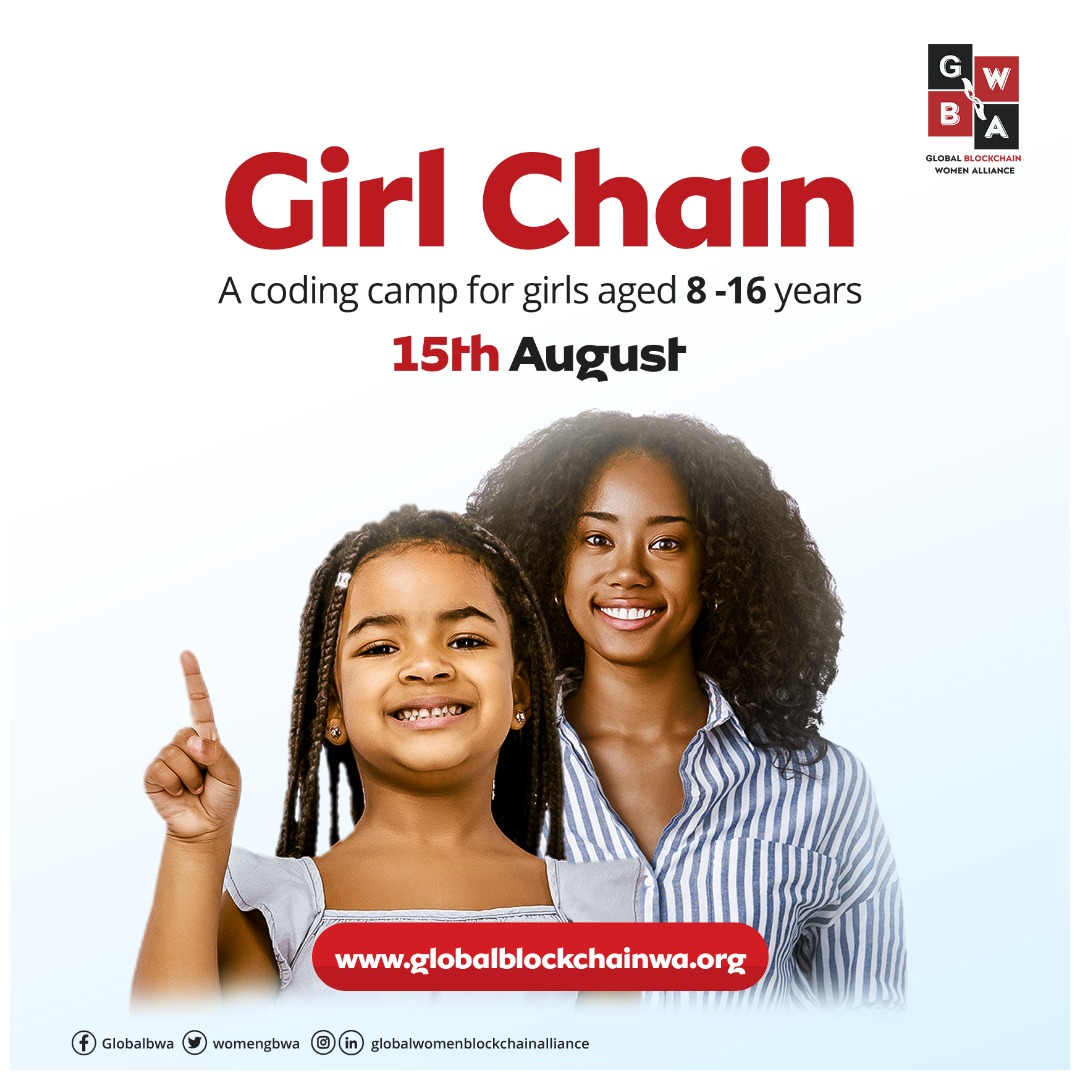 G W
B A
GLOBAL BLOCKCHAIN
WOMEN ALLIANCE
Girl Chain
A coding camp for girls aged 8 -16 years
15th August
www.globalblockchainwa.org
Globalbwa womengbwa globalwomenblockchainalliance